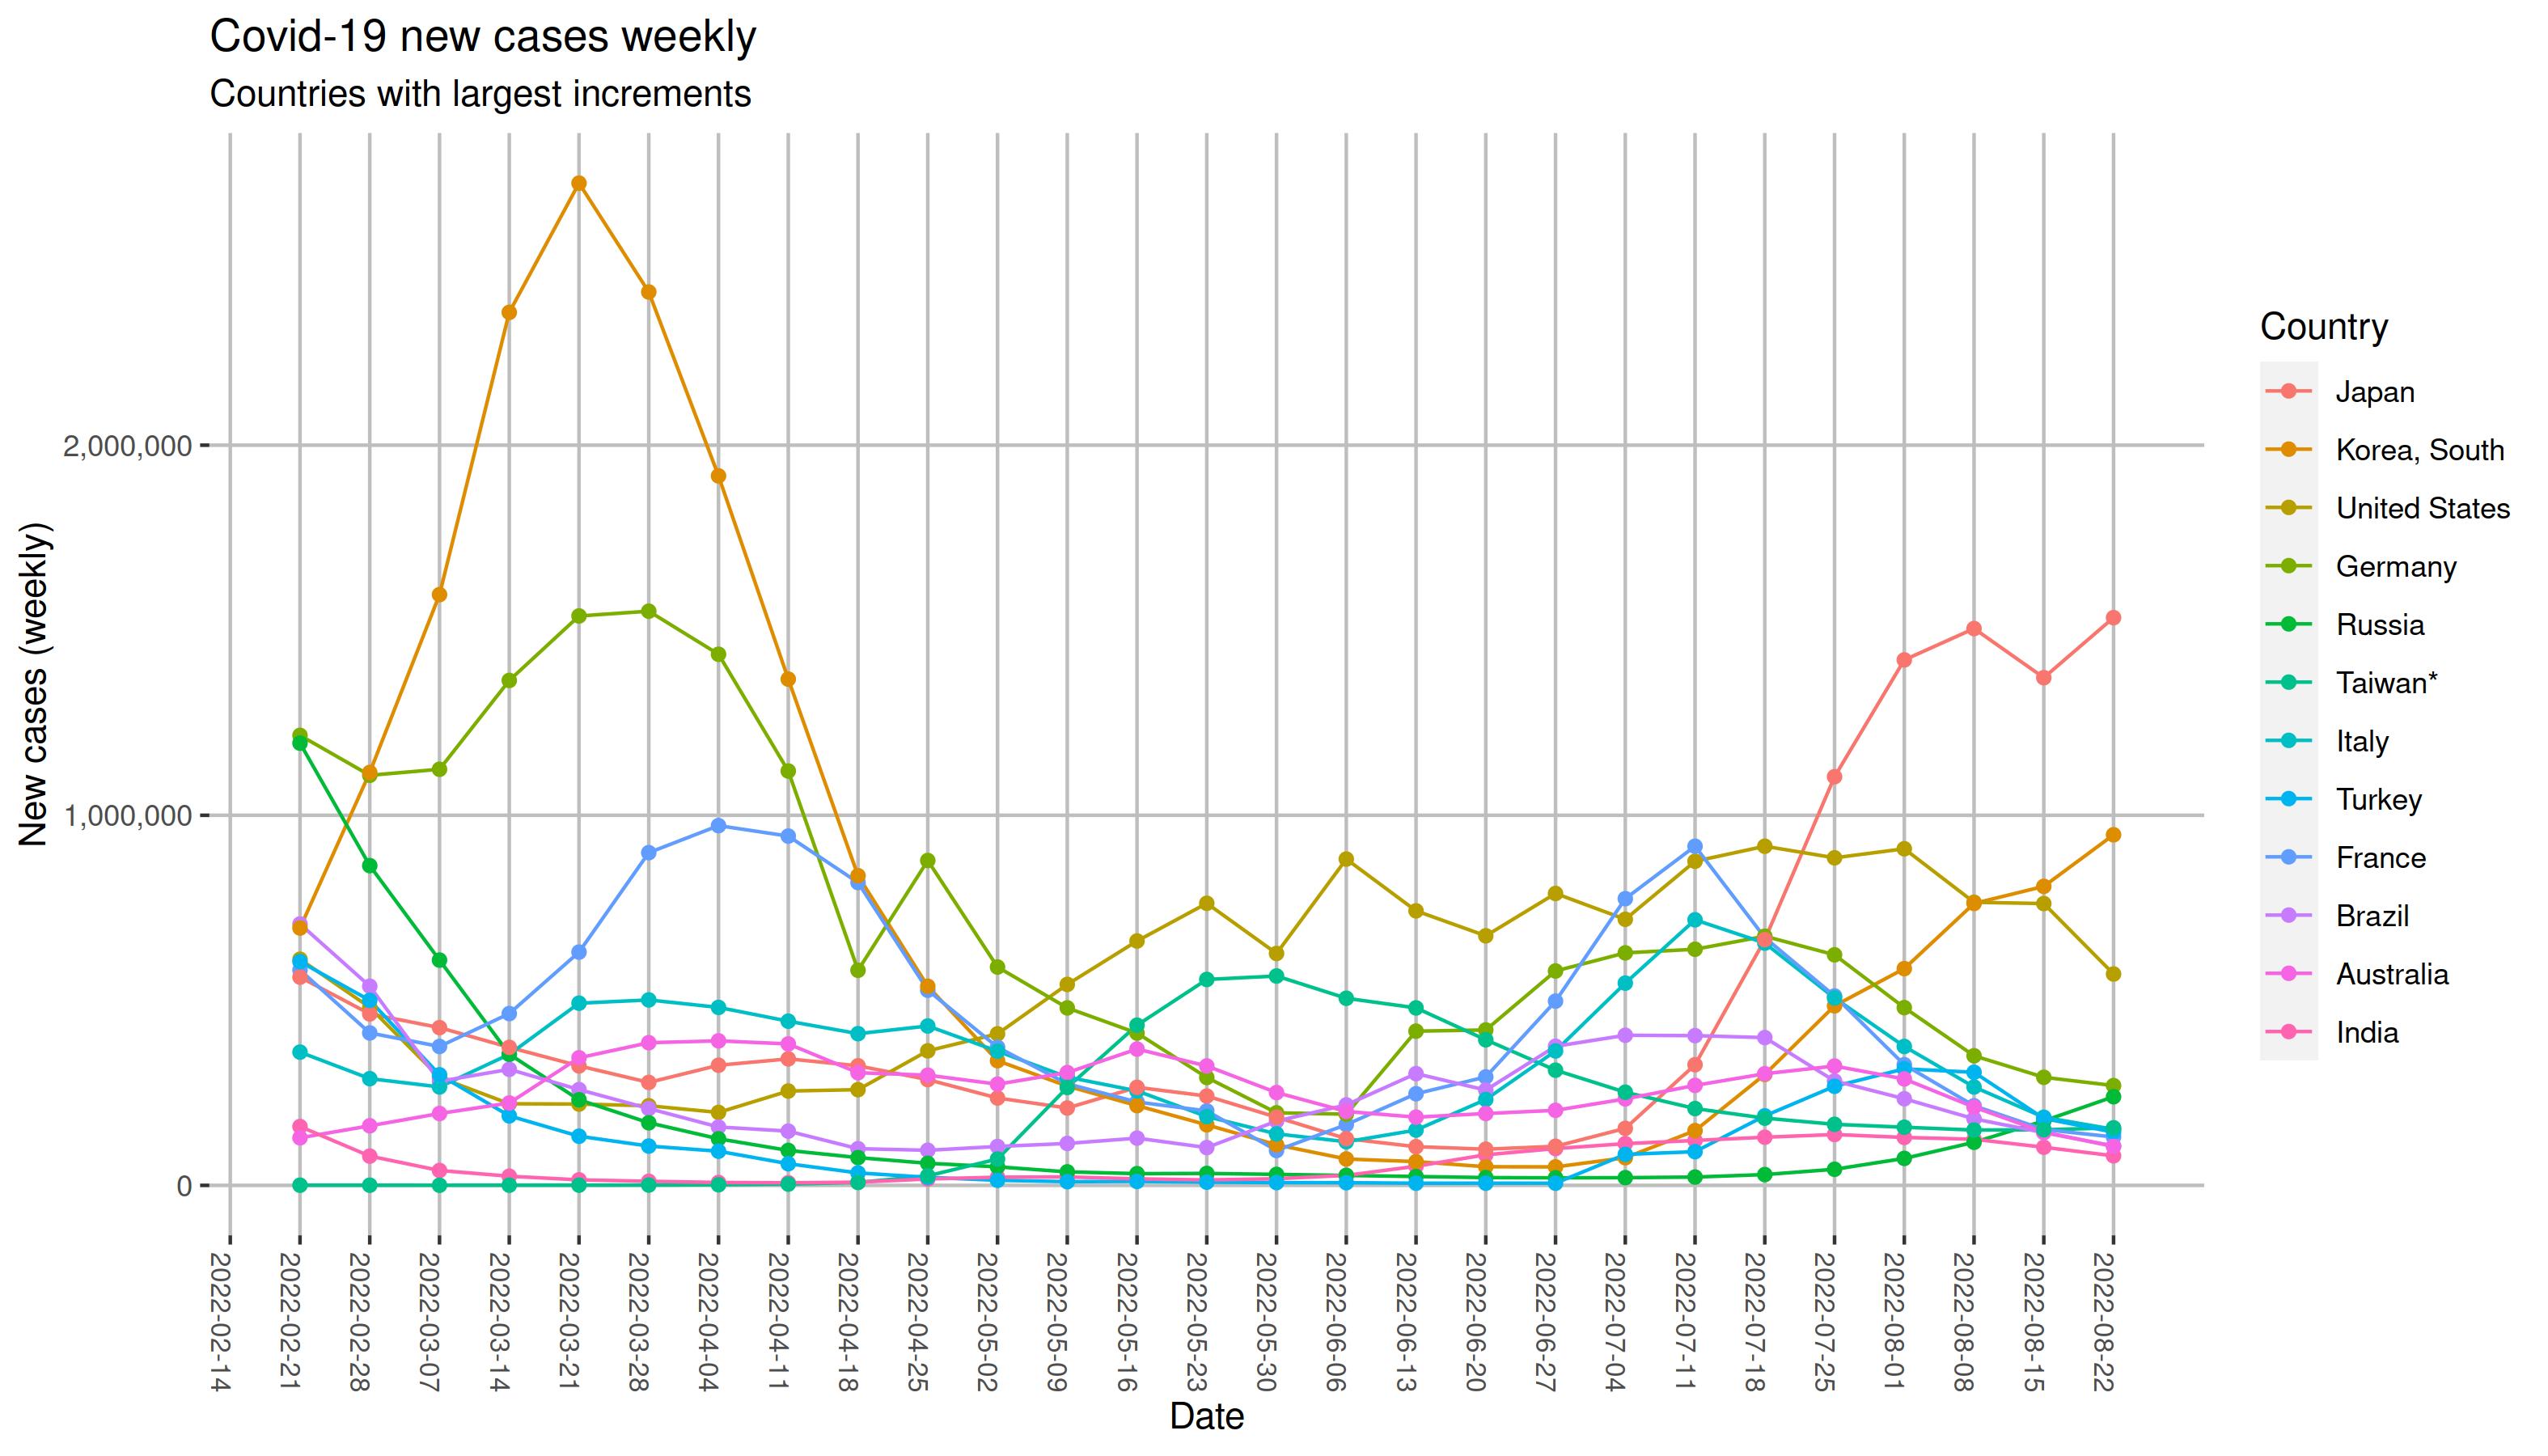 Covid-19 new cases weekly
Countries with largest increments
New cases (weekly)
2,000,000
1,000,000
0
2022-02-14
2022-02-21
2022-02-28
2022-03-07
2022-03-14
2022-03-21
2022-03-28
2022-04-04
2022-04-11
2022-04-18
2022-04-25
2022-05-02
2022-05-09
2022-05-16
2022-05-23
2022-05-30
2022-06-06
2022-06-13
2022-06-20
2022-06-27
2022-07-04
2022-07-11
2022-07-18
2022-07-25
2022-08-01
2022-08-08
2022-08-15
2022-08-22
Date
Country
Japan
Korea, South
United States
Germany
Russia
Taiwan*
Italy
Turkey
France
Brazil
Australia
India